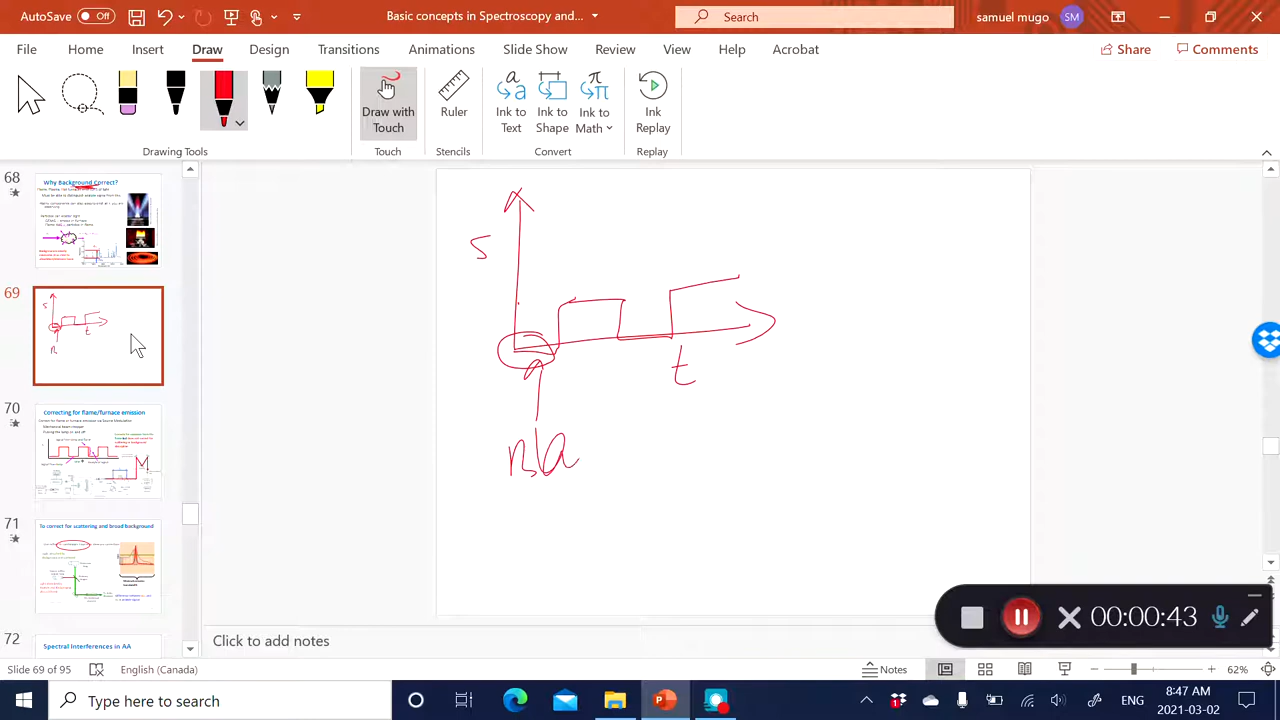 AutoSave Off Basic concepts in Spectroscopy and... Search samuel mugo SM
File Home Insert Draw Design Transitions Animations Slide Show Review View Help Acrobat Share Comments
Draw with Touch Ruler Ink to Text Ink to Shape Ink to Math Ink Replay
Drawing Tools Touch Stencils Convert Replay
68
Why Background Correct?
69
S
t
70
Correcting for flame/furnace emission
71
To correct for scattering and broad background
72
Spectral Interferences in AA
S
t
00:00:43
Click to add notes
Slide 69 of 95 English (Canada) Notes 62%
Type here to search ENG 8:47 AM
2021-03-02